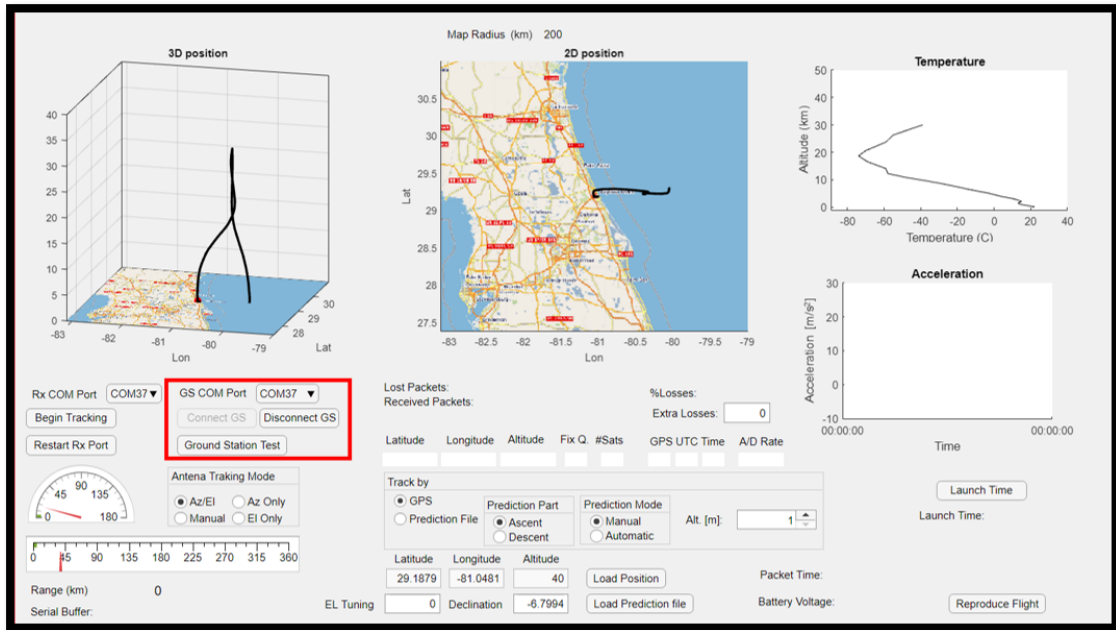 Map Radius (km) 200
3D position
40
35
30
25
20
15
10
5
0
-83
-82
-81
-80
-79
Lon
28
29
30
Lat
2D position
30.5
30
29.5
29
28.5
28
27.5
Lat
-83 -82.5 -82 -81.5 -81 -80.5 -80 -79.5 -79
Lon
Temperature
50
40
30
20
10
0
Altitude (km)
-80 -60 -40 -20 0 20 40
Temperature (C)
Acceleration
30
20
10
0
-10
Acceleration [m/s²]
00:00:00 00:00:00
Time
Rx COM Port COM37
Begin Tracking
Restart Rx Port
GS COM Port COM37
Connect GS Disconnect GS
Ground Station Test
Lost Packets:
Received Packets:
%Losses:
Extra Losses: 0
Latitude Longitude Altitude Fix Q. #Sats GPS UTC Time A/D Rate
0 45 90 135 180
Antena Traking Mode
Az/El Az Only
Manual El Only
0 45 90 135 180 225 270 315 360
Range (km) 0
Serial Buffer:
Track by
GPS
Prediction File
Prediction Part
Ascent
Descent
Prediction Mode
Manual
Automatic
Alt. [m]: 1
Latitude Longitude Altitude
29.1879 -81.0481 40 Load Position
EL Tuning 0 Declination -6.7994 Load Prediction file
Launch Time
Launch Time:
Packet Time:
Battery Voltage:
Reproduce Flight